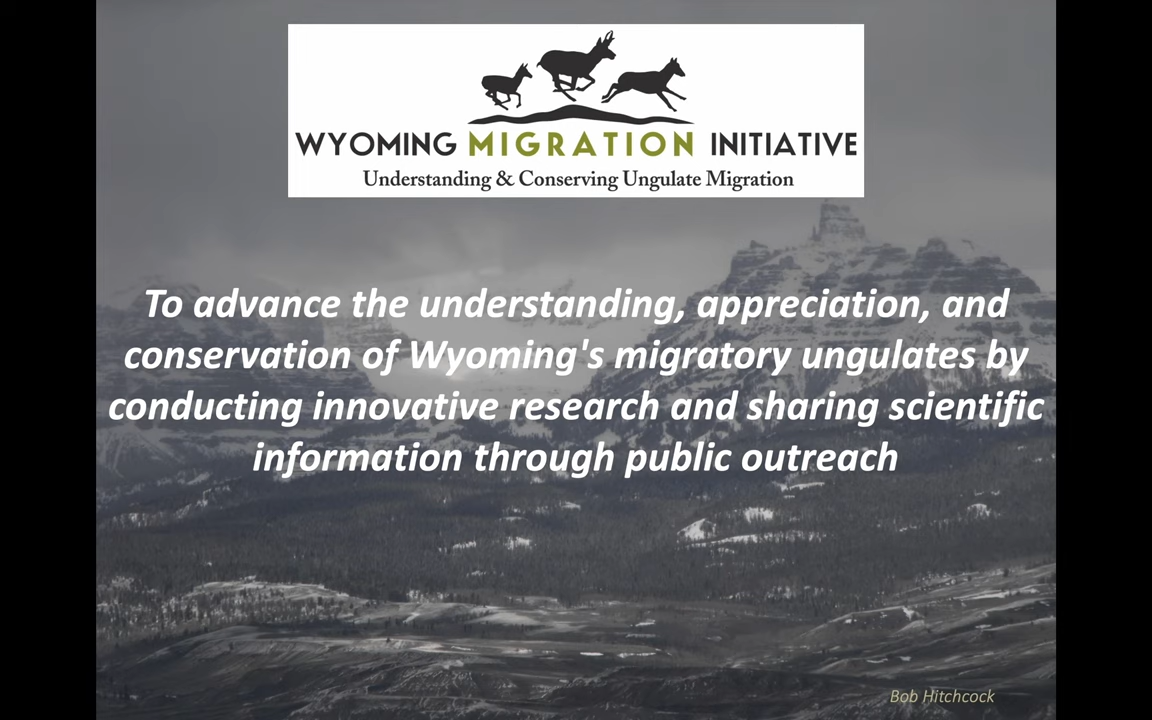 WYOMING MIGRATION INITIATIVE
Understanding & Conserving Ungulate Migration
To advance the understanding, appreciation, and
conservation of Wyoming's migratory ungulates by
conducting innovative research and sharing scientific
information through public outreach
Bob Hitchcock